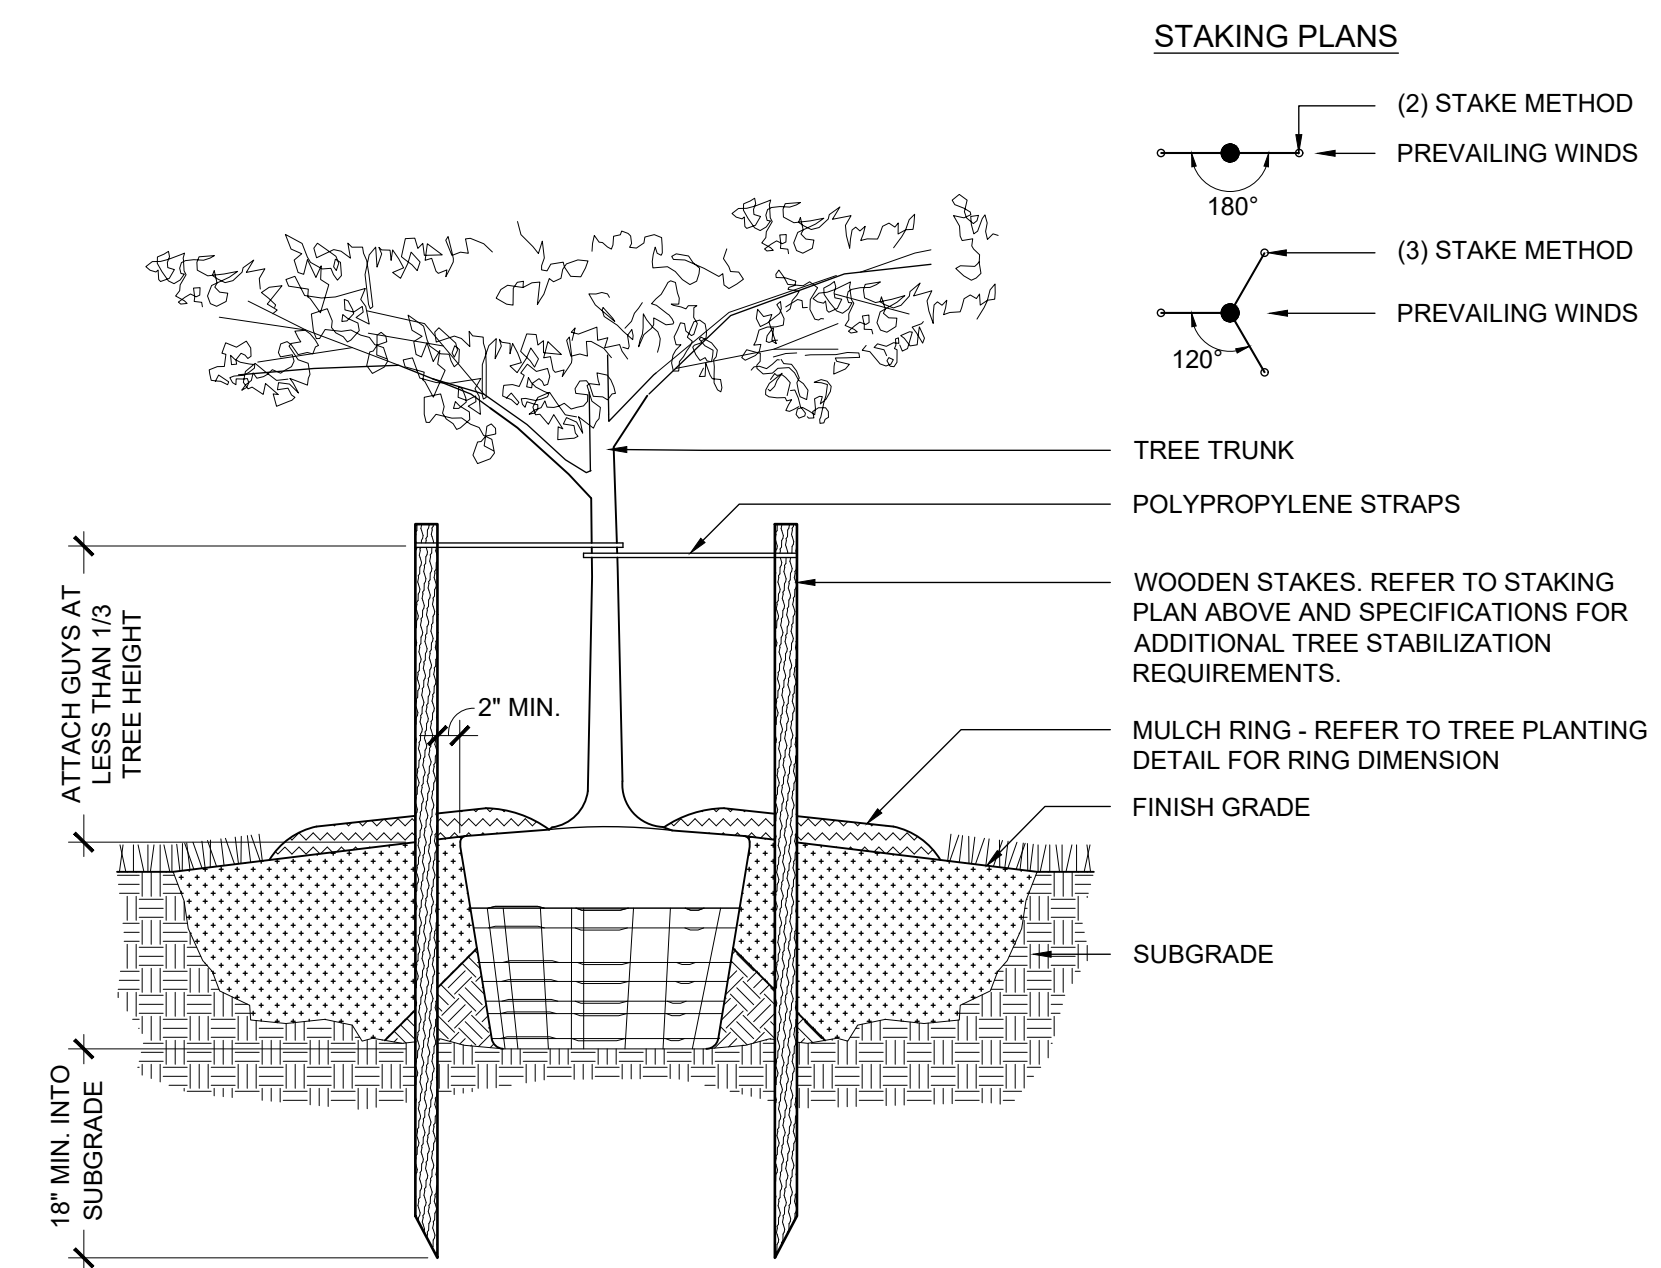 STAKING PLANS
(2) STAKE METHOD
PREVAILING WINDS
180°
(3) STAKE METHOD
PREVAILING WINDS
120°
TREE TRUNK
POLYPROPYLENE STRAPS
WOODEN STAKES. REFER TO STAKING
PLAN ABOVE AND SPECIFICATIONS FOR
ADDITIONAL TREE STABILIZATION
REQUIREMENTS.
MULCH RING - REFER TO TREE PLANTING
DETAIL FOR RING DIMENSION
FINISH GRADE
SUBGRADE
ATTACH GUYS AT
LESS THAN 1/3
TREE HEIGHT
2" MIN.
18" MIN. INTO
SUBGRADE